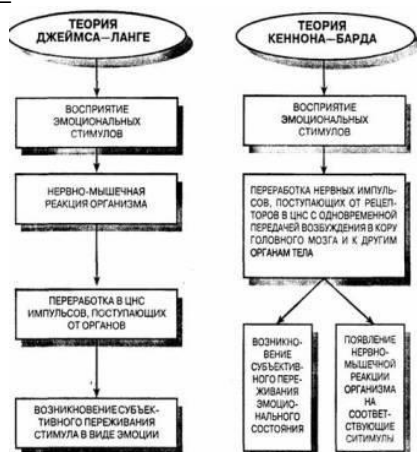 ТЕОРИЯ
ДЖЕЙМСА—ЛАНГЕ
ВОСПРИЯТИЕ
ЭМОЦИОНАЛЬНЫХ
СТИМУЛОВ
НЕРВНО-МЫШЕЧНАЯ
РЕАКЦИЯ ОРГАНИЗМА
ПЕРЕРАБОТКА В ЦНС
ИМПУЛЬСОВ, ПОСТУПАЮЩИХ
ОТ ОРГАНОВ
ВОЗНИКНОВЕНИЕ СУБЪЕК-
ТИВНОГО ПЕРЕЖИВАНИЯ
СТИМУЛА В ВИДЕ ЭМОЦИИ
ТЕОРИЯ
КЕННОНА—БАРДА
ВОСПРИЯТИЕ
ЭМОЦИОНАЛЬНЫХ
СТИМУЛОВ
ПЕРЕРАБОТКА НЕРВНЫХ ИМПУЛЬ-
СОВ, ПОСТУПАЮЩИХ ОТ РЕЦЕП-
ТОРОВ В ЦНС С ОДНОВРЕМЕННОЙ
ПЕРЕДАЧЕЙ ВОЗБУЖДЕНИЯ В КОРУ
ГОЛОВНОГО МОЗГА И К ДРУГИМ
ОРГАНАМ ТЕЛА
ВОЗНИКНО-
ВЕНИЕ
СУБЪЕКТИВ-
НОГО ПЕРЕ-
ЖИВАНИЯ
ЭМОЦИО-
НАЛЬНОГО
СОСТОЯНИЯ
ПОЯВЛЕНИЕ
НЕРВНО-
МЫШЕЧНОЙ
РЕАКЦИИ
ОРГАНИЗМА
НА
СООТВЕТ-
СТВУЮЩИЕ
СИТИМУЛЫ